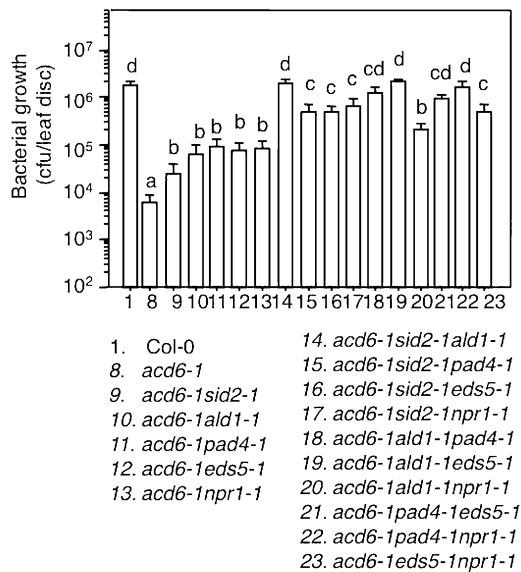 Bacterial growth
(cfu/leaf disc)
10⁷
10⁶
10⁵
10⁴
10³
10²
d a b b b b b d c c c cd d b cd d c
1 8 9 10 11 12 13 14 15 16 17 18 19 20 21 22 23
1. Col-0
8. acd6-1
9. acd6-1sid2-1
10. acd6-1ald1-1
11. acd6-1pad4-1
12. acd6-1eds5-1
13. acd6-1npr1-1
14. acd6-1sid2-1ald1-1
15. acd6-1sid2-1pad4-1
16. acd6-1sid2-1eds5-1
17. acd6-1sid2-1npr1-1
18. acd6-1ald1-1pad4-1
19. acd6-1ald1-1eds5-1
20. acd6-1ald1-1npr1-1
21. acd6-1pad4-1eds5-1
22. acd6-1pad4-1npr1-1
23. acd6-1eds5-1npr1-1